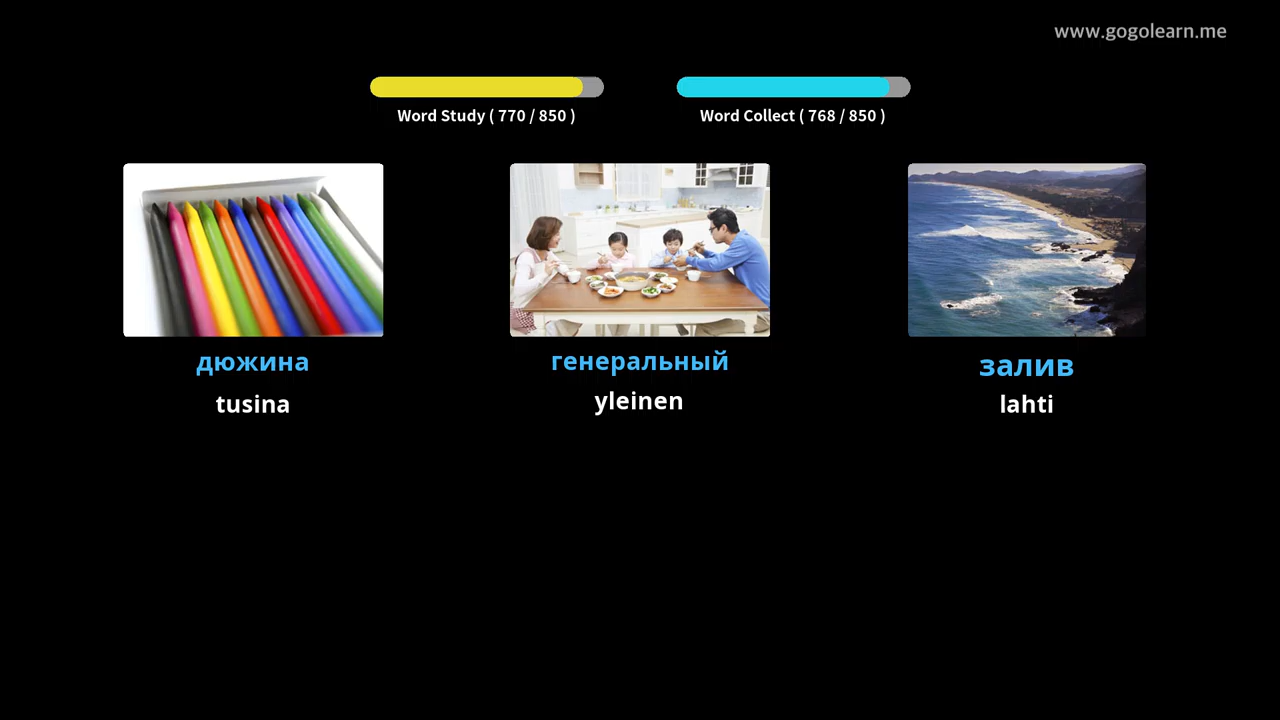 www.gogolearn.me
Word Study ( 770 / 850 )
Word Collect ( 768 / 850 )
дюжина
генеральный
залив
tusina
yleinen
lahti